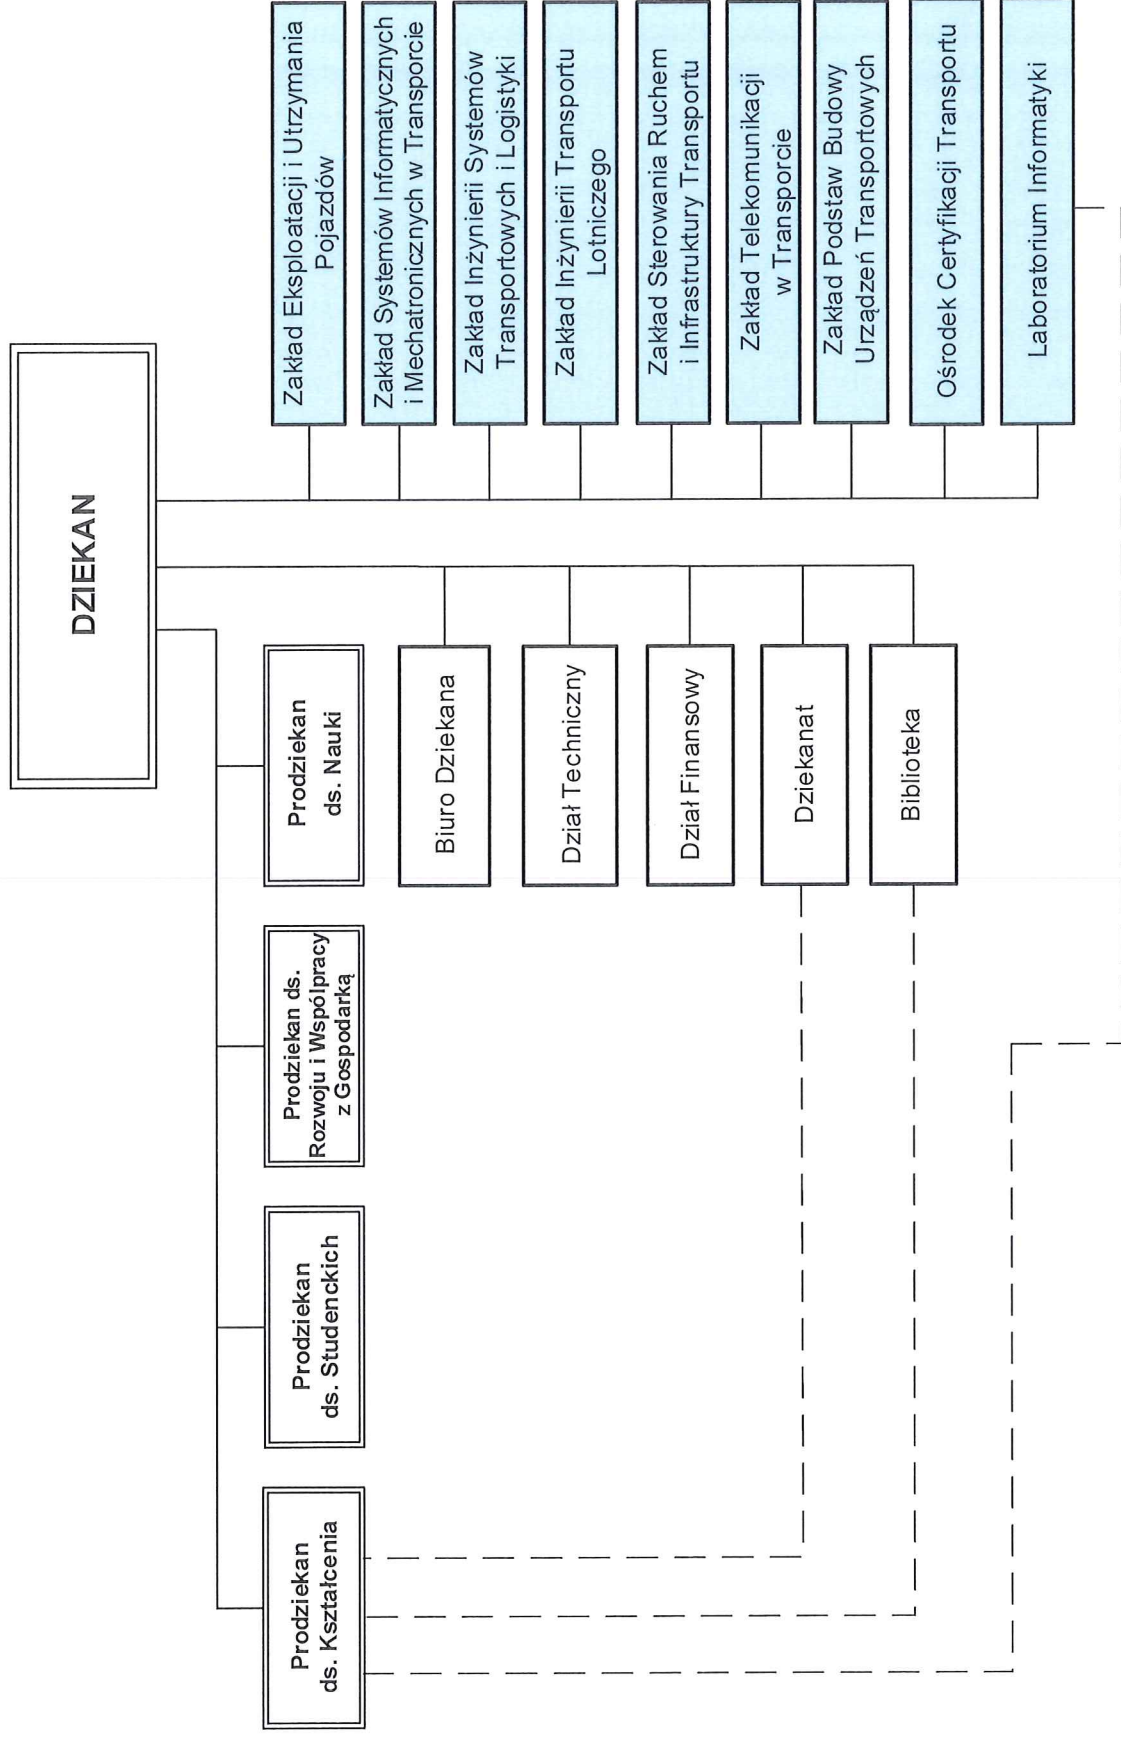 DZIEKAN
Prodziekan
ds. Kształcenia
Prodziekan
ds. Studenckich
Prodziekan ds.
Rozwoju i Wspólpracy
z Gospodarką
Prodziekan
ds. Nauki
Biuro Dziekana
Dział Techniczny
Dział Finansowy
Dziekanat
Biblioteka
Zakład Eksploatacji i Utrzymania
Pojazdów
Zakład Systemów Informatycznych
i Mechatronicznych w Transporcie
Zakład Inżynierii Systemów
Transportowych i Logistyki
Zakład Inżynierii Transportu
Lotniczego
Zakład Sterowania Ruchem
i Infrastruktury Transportu
Zakład Telekomunikacji
w Transporcie
Zakład Podstaw Budowy
Urządzeń Transportowych
Ośrodek Certyfikacji Transportu
Laboratorium Informatyki